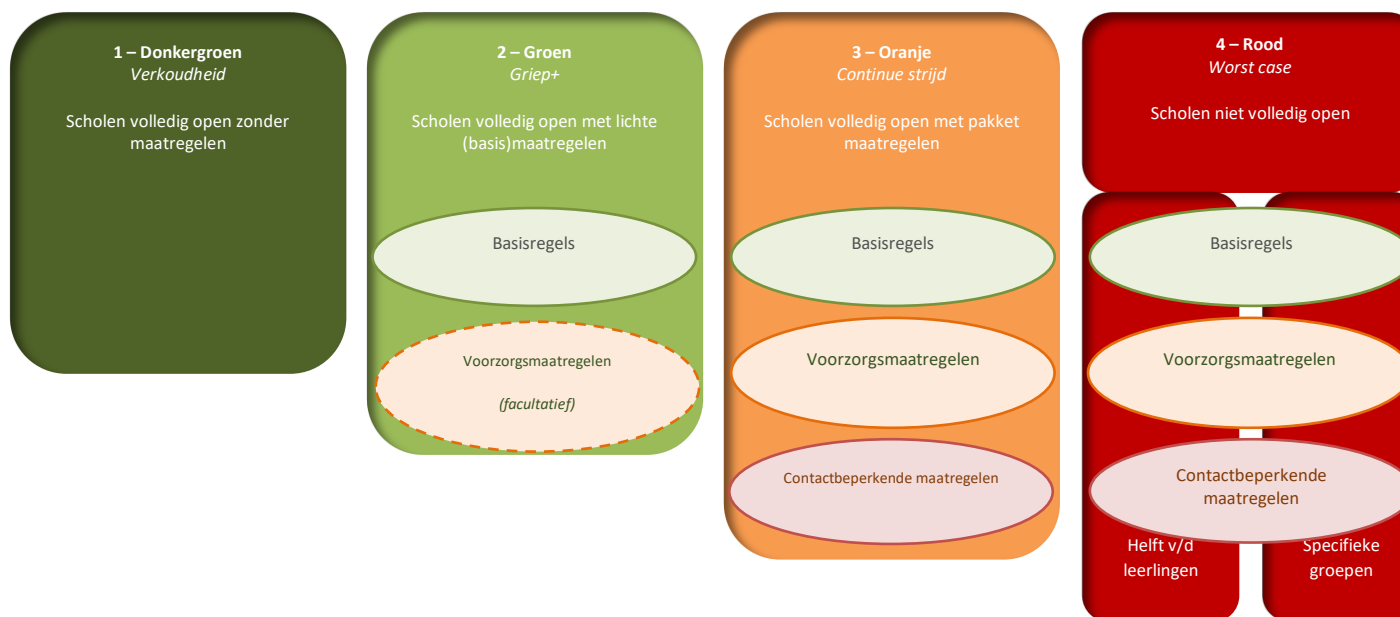 1 – Donkergroen
Verkoudheid
Scholen volledig open zonder
maatregelen
2 – Groen
Griep+
Scholen volledig open met lichte
(basis)maatregelen
Basisregels
Voorzorgsmaatregelen
(facultatief)
3 – Oranje
Continue strijd
Scholen volledig open met pakket
maatregelen
Basisregels
Voorzorgsmaatregelen
Contactbeperkende maatregelen
4 – Rood
Worst case
Scholen niet volledig open
Basisregels
Voorzorgsmaatregelen
Contactbeperkende
maatregelen
Helft v/d
leerlingen
Specifieke
groepen